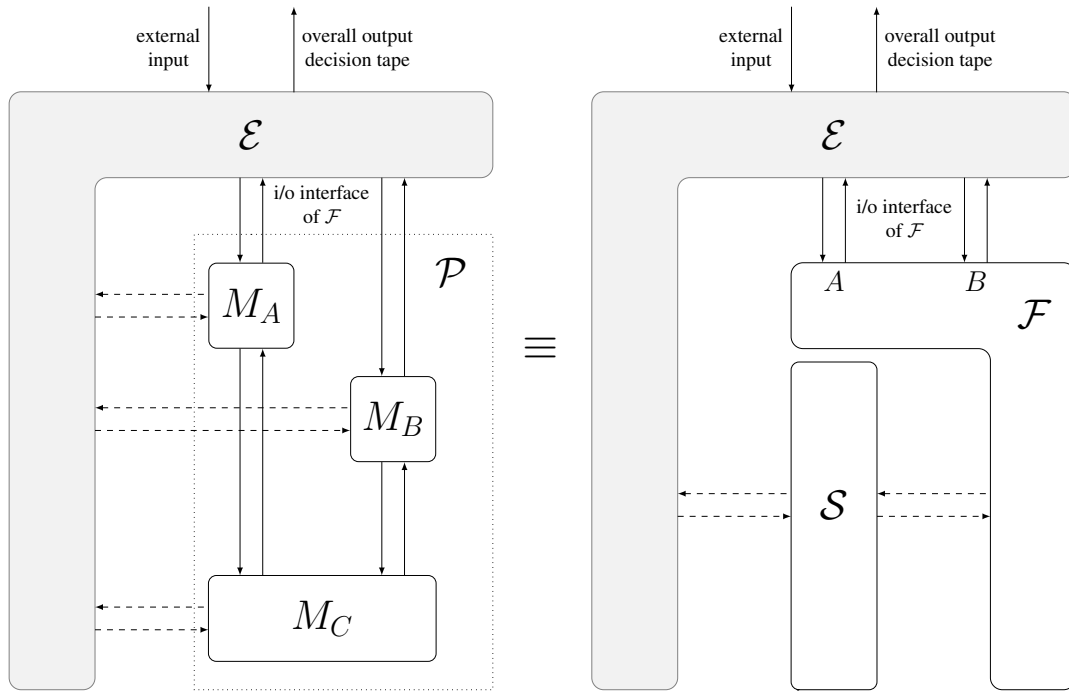 external
input
overall output
decision tape
ℰ
i/o interface
of ℱ
𝒫
M_A
M_B
M_C
≡
external
input
overall output
decision tape
ℰ
i/o interface
of ℱ
A
B
ℱ
𝒮